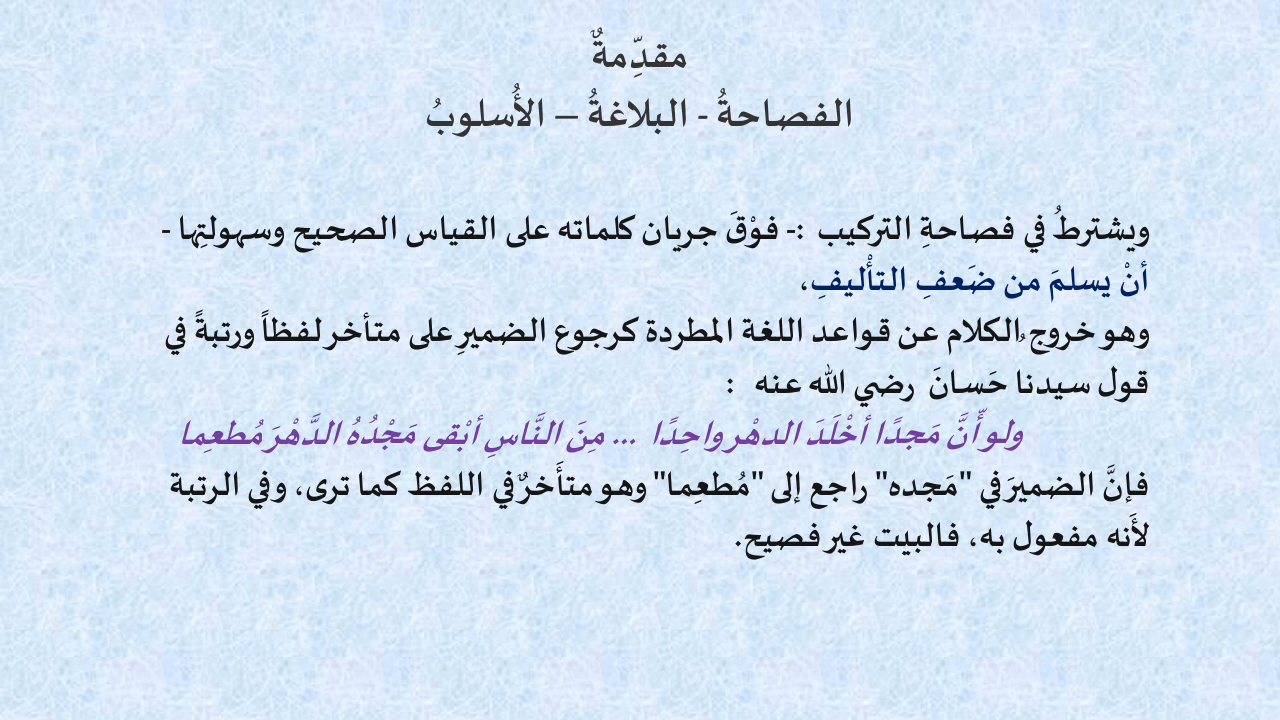 مقدِّمةٌ
الفصاحةُ - البلاغةُ – الأُسلوبُ
ويشترطُ في فصاحةِ التركيب :- فوْقَ جريان كلماته على القياس الصحيح وسهولتِها -
أنْ يسلمَ من ضَعفِ التأْليفِ،
وهو خروج ُالكلام عن قواعد اللغة المطردة كرجوع الضميرِ على متأخر لفظاً ورتبةً في
قول سيدنا حَسانَ رضي الله عنه :
ولو أّنَّ مَجدًا أخْلَدَ الدهْر واحِدًا ... مِنَ النَّاسِ أبْقى مَجْدُهُ الدَّهْرَ مُطعِما
فإنَّ الضميرَ في "مَجده" راجع إلى "مُطعِما" وهو متأَخرٌ في اللفظ كما ترى، وفي الرتبة
لأَنه مفعول به، فالبيت غير فصيح.